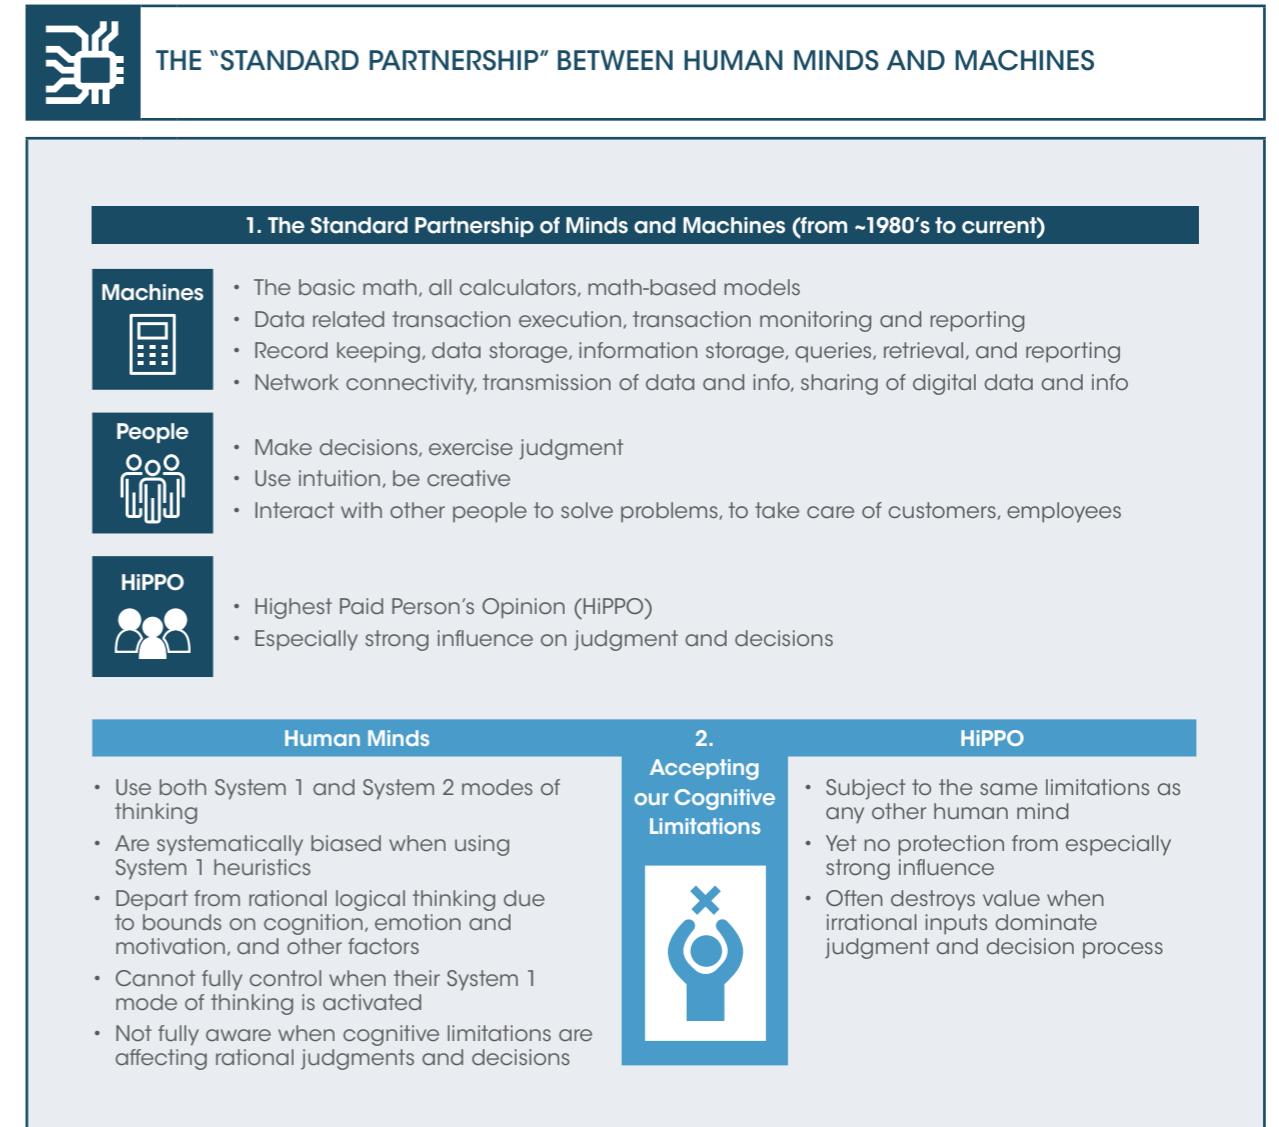 THE “STANDARD PARTNERSHIP” BETWEEN HUMAN MINDS AND MACHINES
1. The Standard Partnership of Minds and Machines (from ~1980’s to current)
Machines
• The basic math, all calculators, math-based models
• Data related transaction execution, transaction monitoring and reporting
• Record keeping, data storage, information storage, queries, retrieval, and reporting
• Network connectivity, transmission of data and info, sharing of digital data and info
People
• Make decisions, exercise judgment
• Use intuition, be creative
• Interact with other people to solve problems, to take care of customers, employees
HiPPO
• Highest Paid Person’s Opinion (HiPPO)
• Especially strong influence on judgment and decisions
Human Minds
• Use both System 1 and System 2 modes of
thinking
• Are systematically biased when using
System 1 heuristics
• Depart from rational logical thinking due
to bounds on cognition, emotion and
motivation, and other factors
• Cannot fully control when their System 1
mode of thinking is activated
• Not fully aware when cognitive limitations are
affecting rational judgments and decisions
2.
Accepting
our Cognitive
Limitations
HiPPO
• Subject to the same limitations as
any other human mind
• Yet no protection from especially
strong influence
• Often destroys value when
irrational inputs dominate
judgment and decision process